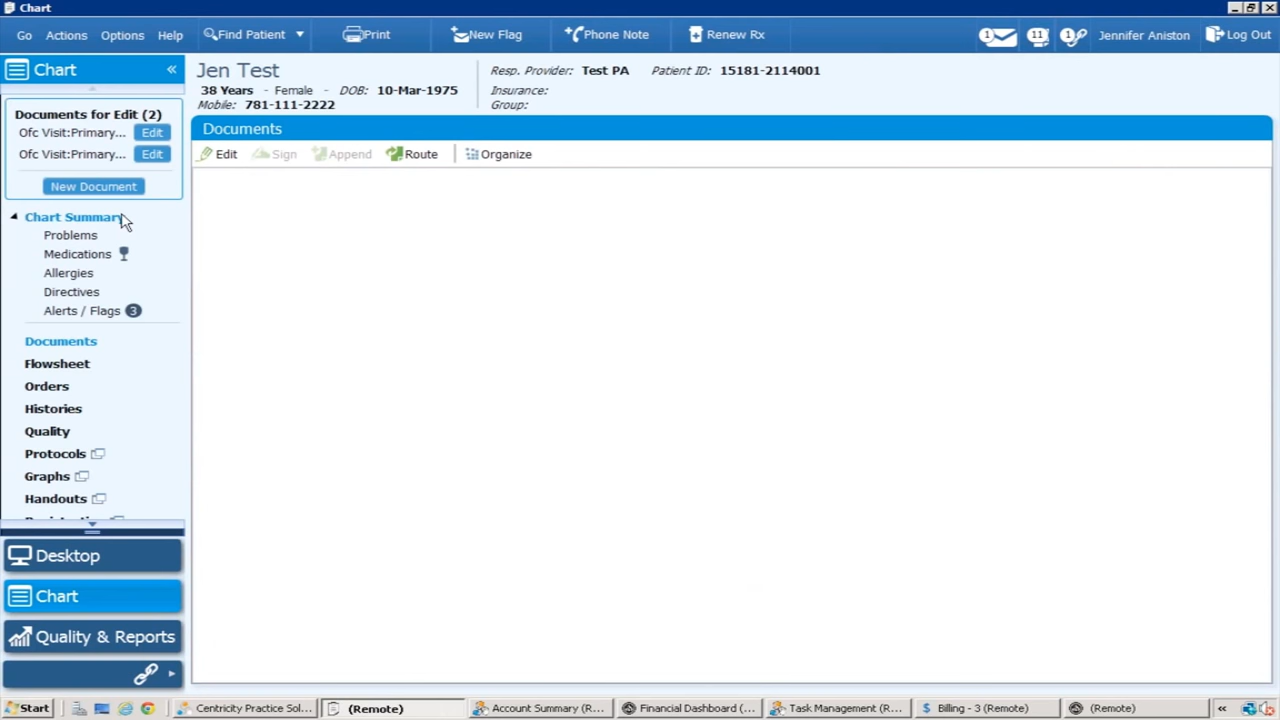 Chart
Go Actions Options Help Find Patient Print New Flag Phone Note Renew Rx 1 11 1 Jennifer Aniston Log Out
Chart «
Jen Test
38 Years - Female - DOB: 10-Mar-1975
Mobile: 781-111-2222
Resp. Provider: Test PA Patient ID: 15181-2114001
Insurance:
Group:
Documents for Edit (2)
Ofc Visit:Primary... Edit
Ofc Visit:Primary... Edit
New Document
Chart Summary
Problems
Medications
Allergies
Directives
Alerts / Flags 3
Documents
Flowsheet
Orders
Histories
Quality
Protocols
Graphs
Handouts
Documents
Edit Sign Append Route Organize
Desktop
Chart
Quality & Reports
Start Centricity Practice Sol... (Remote) Account Summary (R... Financial Dashboard (... Task Management (R... Billing - 3 (Remote) (Remote) «